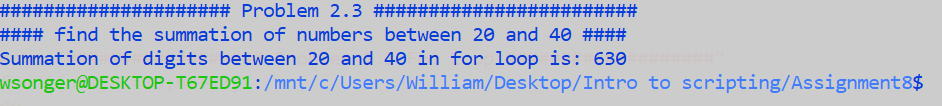 ##################### Problem 2.3 ########################
#### find the summation of numbers between 20 and 40 ####
Summation of digits between 20 and 40 in for loop is: 630
wsonger@DESKTOP-T67ED91:/mnt/c/Users/William/Desktop/Intro to scripting/Assignment8$